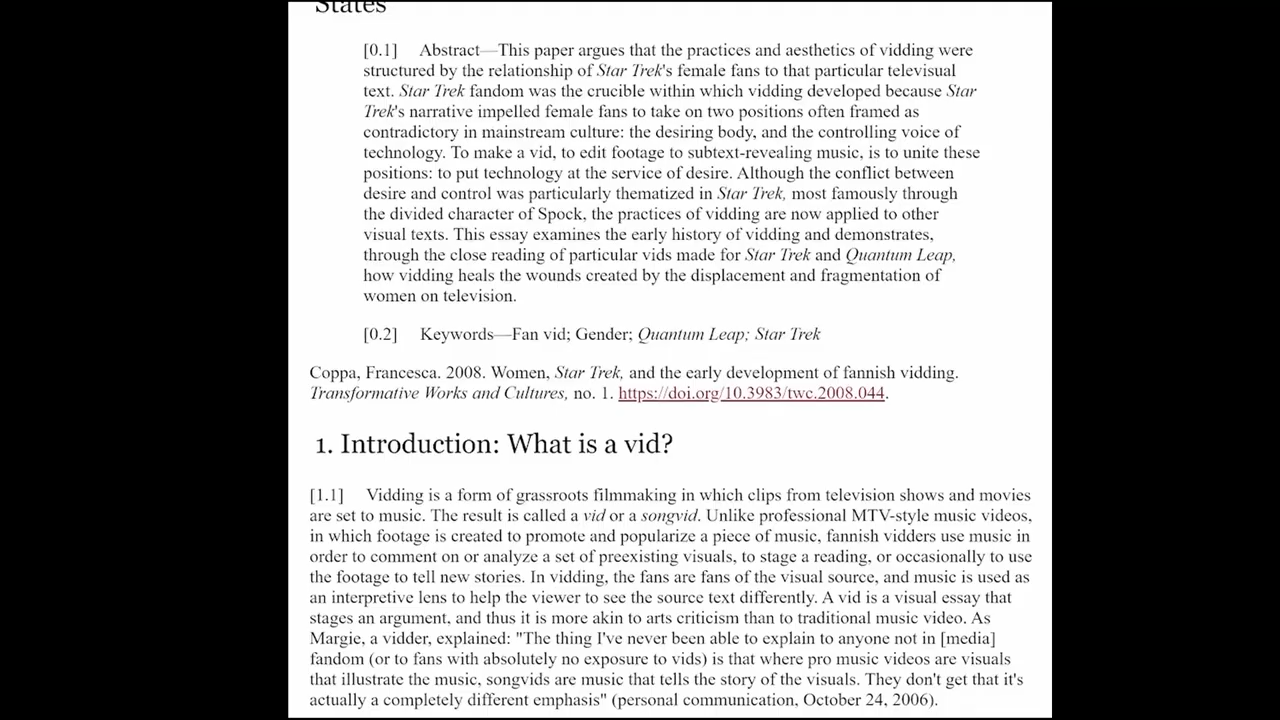 States
[0.1] Abstract—This paper argues that the practices and aesthetics of vidding were
structured by the relationship of Star Trek's female fans to that particular televisual
text. Star Trek fandom was the crucible within which vidding developed because Star
Trek's narrative impelled female fans to take on two positions often framed as
contradictory in mainstream culture: the desiring body, and the controlling voice of
technology. To make a vid, to edit footage to subtext-revealing music, is to unite these
positions: to put technology at the service of desire. Although the conflict between
desire and control was particularly thematized in Star Trek, most famously through
the divided character of Spock, the practices of vidding are now applied to other
visual texts. This essay examines the early history of vidding and demonstrates,
through the close reading of particular vids made for Star Trek and Quantum Leap,
how vidding heals the wounds created by the displacement and fragmentation of
women on television.
[0.2] Keywords—Fan vid; Gender; Quantum Leap; Star Trek
Coppa, Francesca. 2008. Women, Star Trek, and the early development of fannish vidding.
Transformative Works and Cultures, no. 1. https://doi.org/10.3983/twc.2008.044.
1. Introduction: What is a vid?
[1.1] Vidding is a form of grassroots filmmaking in which clips from television shows and movies
are set to music. The result is called a vid or a songvid. Unlike professional MTV-style music videos,
in which footage is created to promote and popularize a piece of music, fannish vidders use music in
order to comment on or analyze a set of preexisting visuals, to stage a reading, or occasionally to use
the footage to tell new stories. In vidding, the fans are fans of the visual source, and music is used as
an interpretive lens to help the viewer to see the source text differently. A vid is a visual essay that
stages an argument, and thus it is more akin to arts criticism than to traditional music video. As
Margie, a vidder, explained: "The thing I've never been able to explain to anyone not in [media]
fandom (or to fans with absolutely no exposure to vids) is that where pro music videos are visuals
that illustrate the music, songvids are music that tells the story of the visuals. They don't get that it's
actually a completely different emphasis" (personal communication, October 24, 2006).